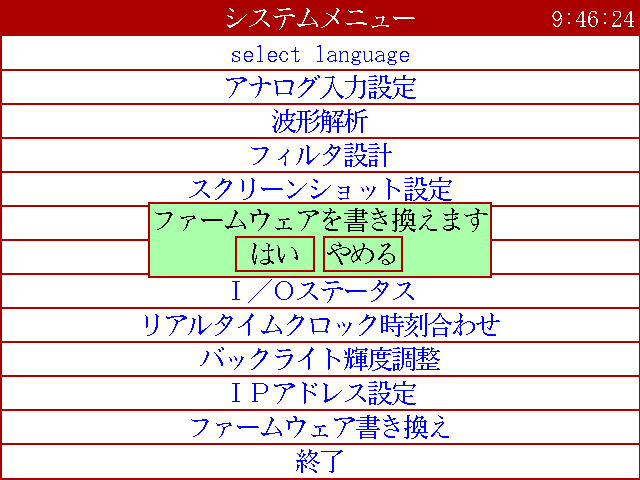 システムメニュー 9:46:24
select language
アナログ入力設定
波形解析
フィルタ設計
スクリーンショット設定
ファームウェアを書き換えます
はい やめる
Ｉ／Ｏステータス
リアルタイムクロック時刻合わせ
バックライト輝度調整
ＩＰアドレス設定
ファームウェア書き換え
終了